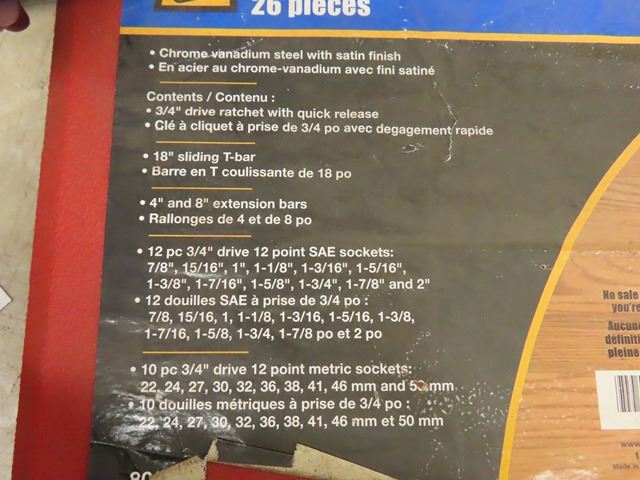 26 pieces
• Chrome vanadium steel with satin finish
• En acier au chrome-vanadium avec fini satiné
Contents / Contenu :
• 3/4" drive ratchet with quick release
• Clé à cliquet à prise de 3/4 po avec degagement rapide
• 18" sliding T-bar
• Barre en T coulissante de 18 po
• 4" and 8" extension bars
• Rallonges de 4 et de 8 po
• 12 pc 3/4" drive 12 point SAE sockets:
7/8", 15/16", 1", 1-1/8", 1-3/16", 1-5/16",
1-3/8", 1-7/16", 1-5/8", 1-3/4", 1-7/8" and 2"
• 12 douilles SAE à prise de 3/4 po :
7/8, 15/16, 1, 1-1/8, 1-3/16, 1-5/16, 1-3/8,
1-7/16, 1-5/8, 1-3/4, 1-7/8 po et 2 po
• 10 pc 3/4" drive 12 point metric sockets:
22, 24, 27, 30, 32, 36, 38, 41, 46 mm and 50 mm
• 10 douilles métriques à prise de 3/4 po :
22, 24, 27, 30, 32, 36, 38, 41, 46 mm et 50 mm
80
No sale
you're
Aucune
définiti
pleine
www
Made in